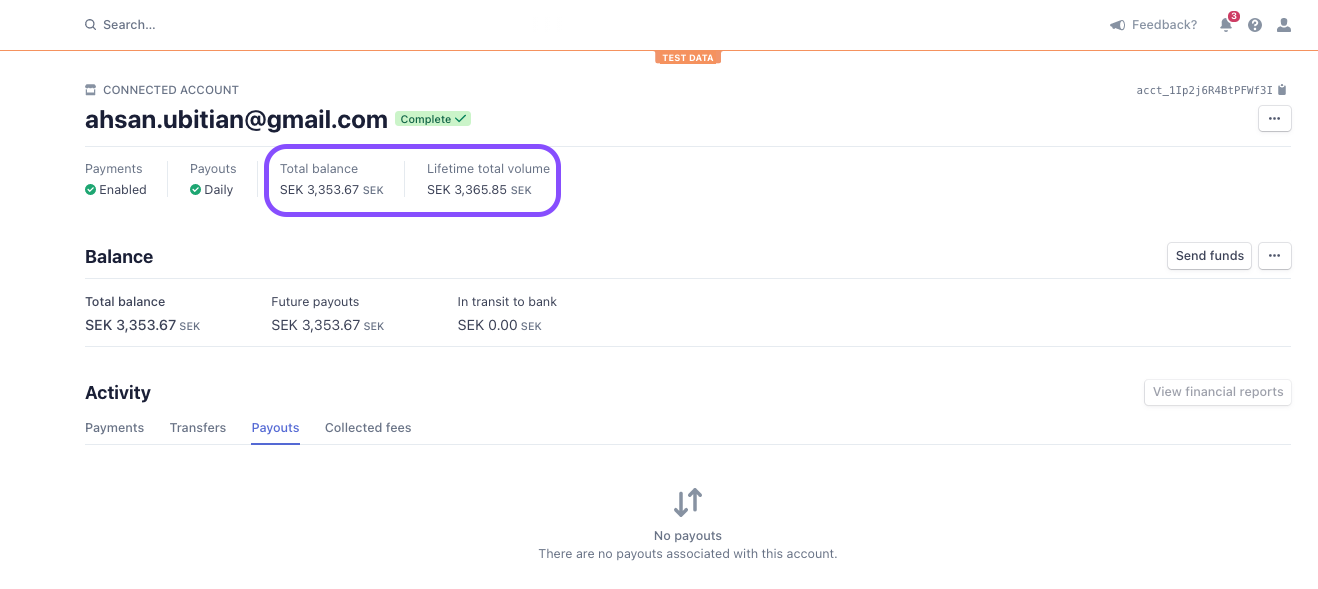 Search...
Feedback?
3
TEST DATA
CONNECTED ACCOUNT
acct_1Ip2j6R4BtPFWf3I
ahsan.ubitian@gmail.com Complete
Payments Payouts Total balance Lifetime total volume
Enabled Daily SEK 3,353.67 SEK SEK 3,365.85 SEK
Balance
Send funds
Total balance Future payouts In transit to bank
SEK 3,353.67 SEK SEK 3,353.67 SEK SEK 0.00 SEK
Activity
View financial reports
Payments Transfers Payouts Collected fees
No payouts
There are no payouts associated with this account.